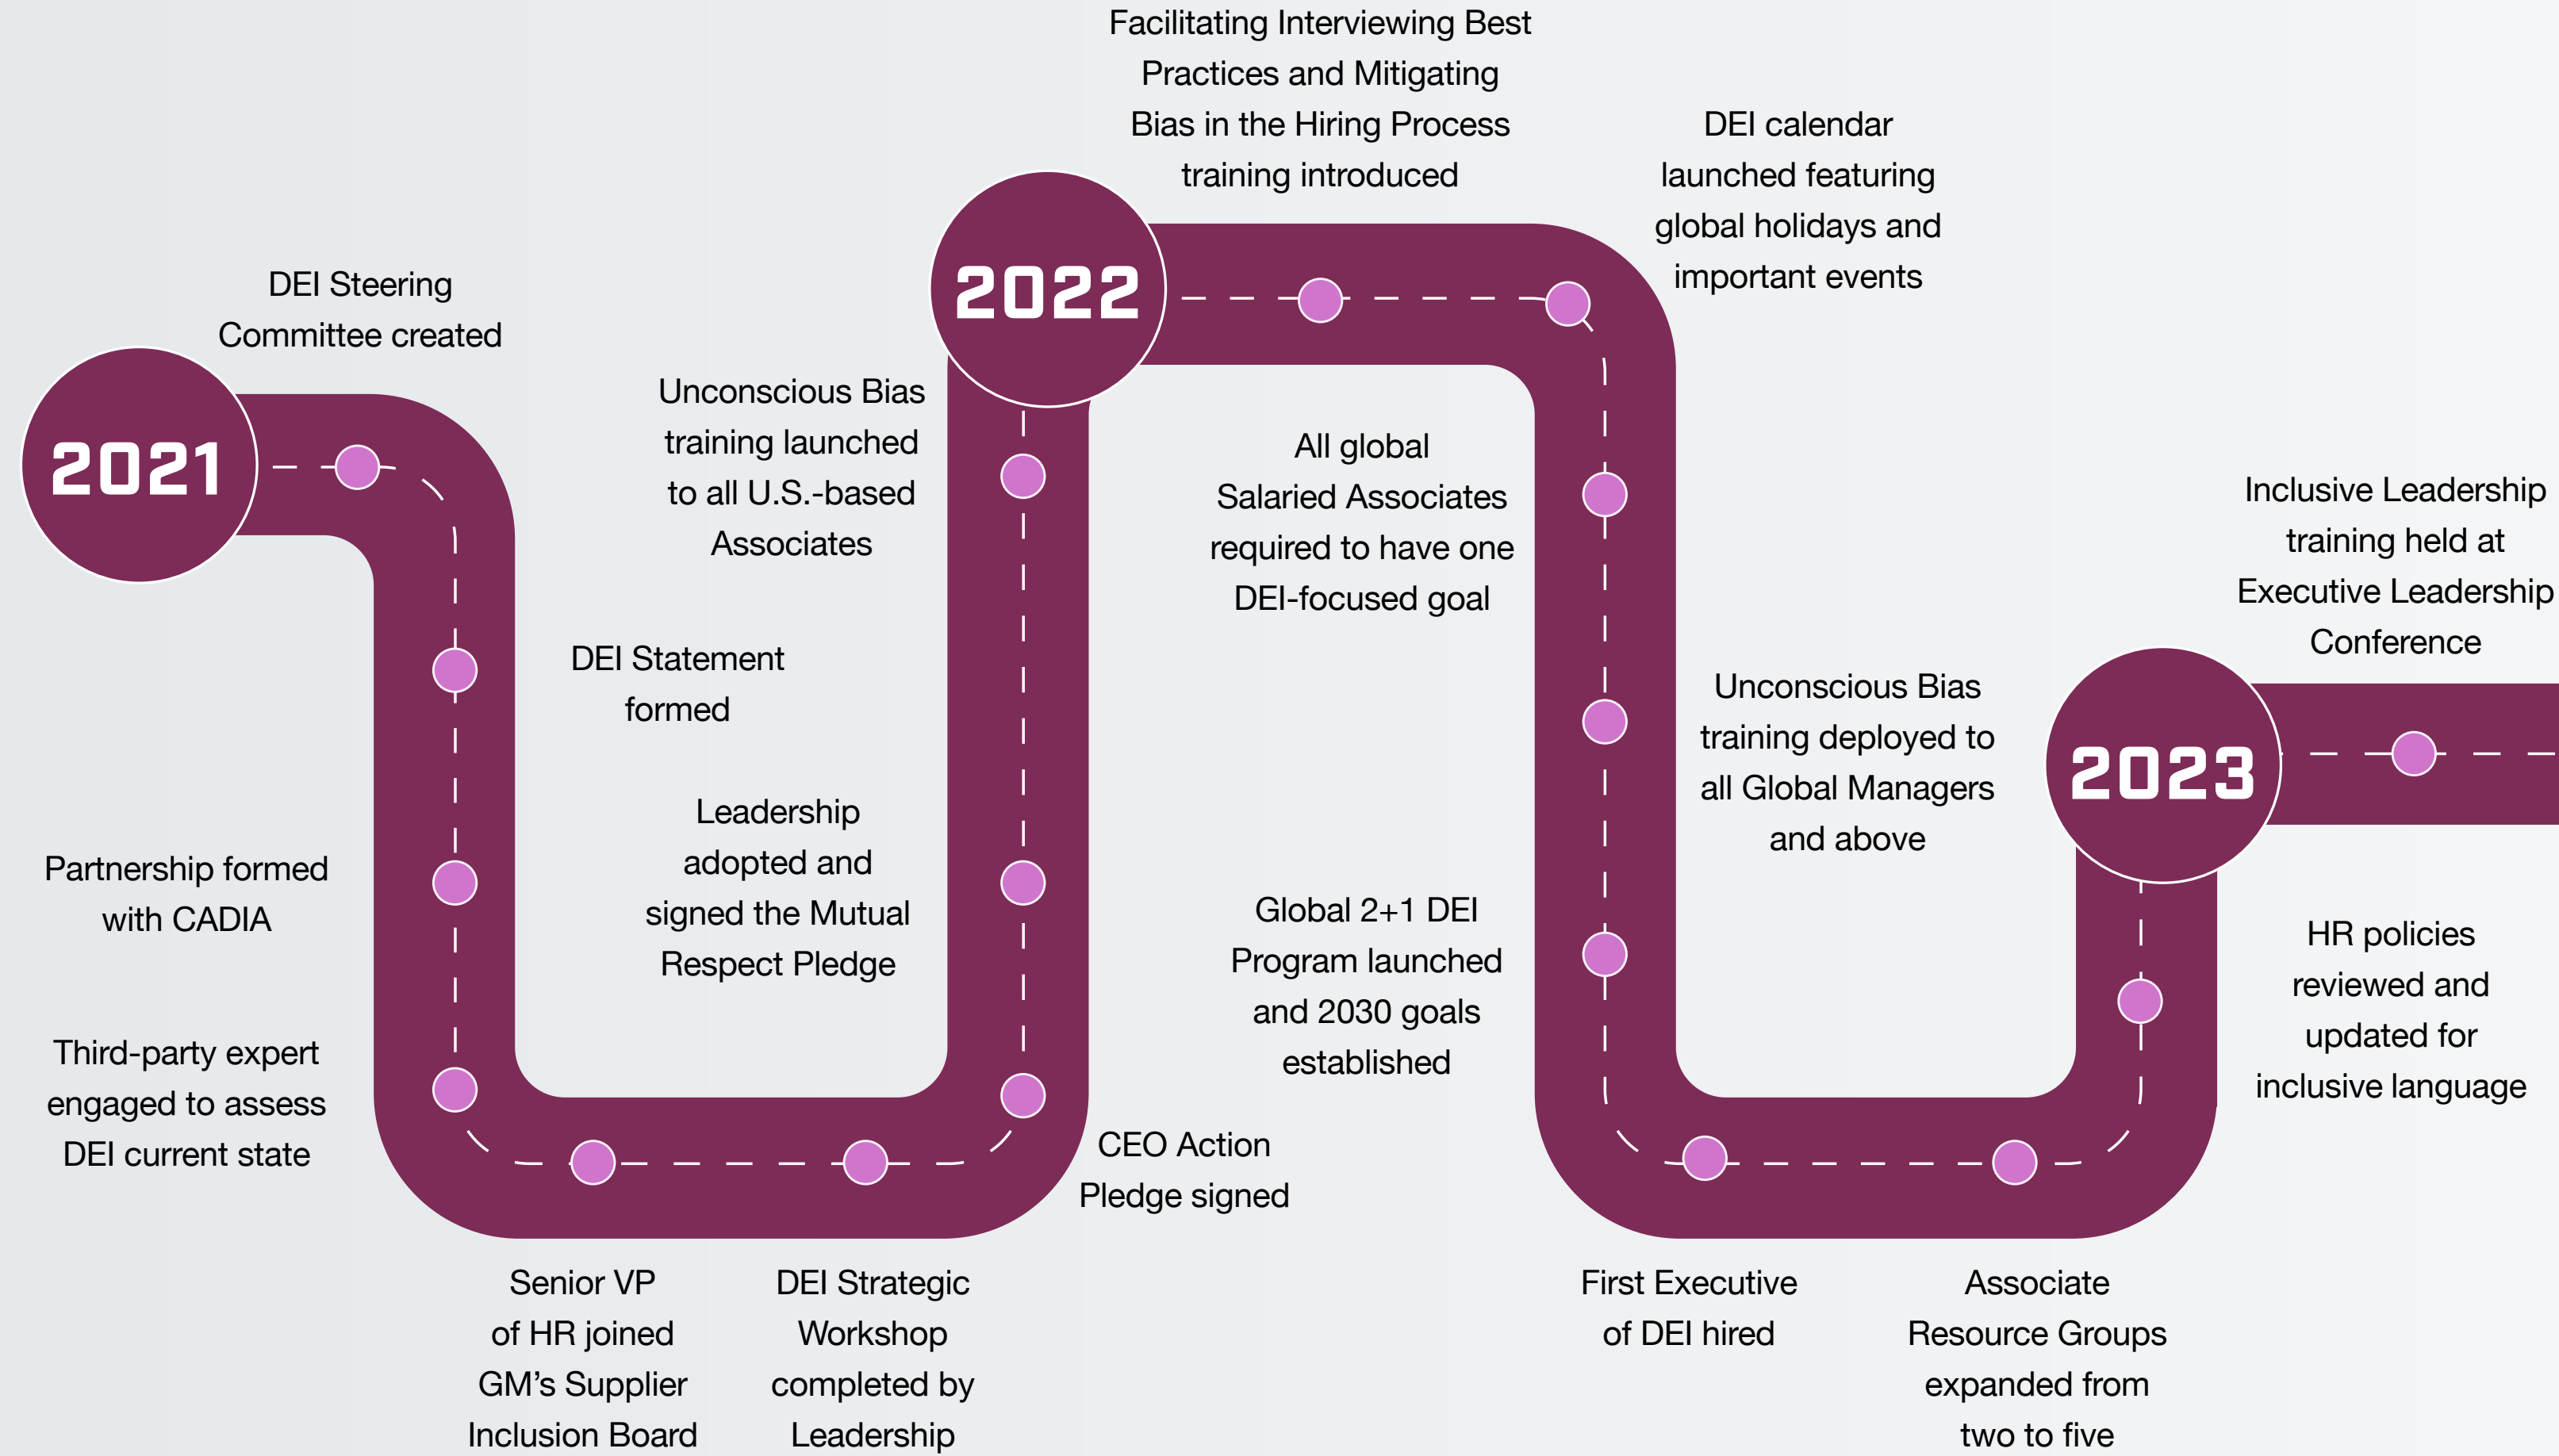 2021
DEI Steering
Committee created
DEI Statement
formed
Partnership formed
with CADIA
Third-party expert
engaged to assess
DEI current state
Senior VP
of HR joined
GM’s Supplier
Inclusion Board
DEI Strategic
Workshop
completed by
Leadership
CEO Action
Pledge signed
Leadership
adopted and
signed the Mutual
Respect Pledge
Unconscious Bias
training launched
to all U.S.-based
Associates
2022
Facilitating Interviewing Best
Practices and Mitigating
Bias in the Hiring Process
training introduced
DEI calendar
launched featuring
global holidays and
important events
All global
Salaried Associates
required to have one
DEI-focused goal
Unconscious Bias
training deployed to
all Global Managers
and above
Global 2+1 DEI
Program launched
and 2030 goals
established
First Executive
of DEI hired
Associate
Resource Groups
expanded from
two to five
HR policies
reviewed and
updated for
inclusive language
2023
Inclusive Leadership
training held at
Executive Leadership
Conference